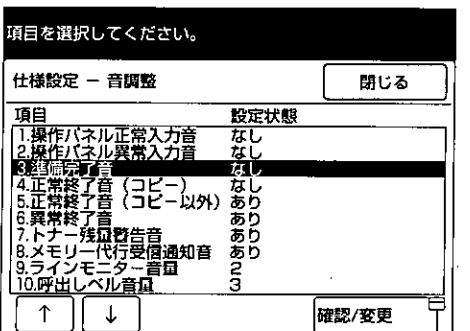 項目を選択してください。
仕様設定 － 音調整
閉じる
項目 設定状態
1.操作パネル正常入力音 なし
2.操作パネル異常入力音 なし
3.準備完了音 なし
4.正常終了音（コピー） なし
5.正常終了音（コピー以外） あり
6.異常終了音 あり
7.トナー残量警告音 あり
8.メモリー代行受信通知音 あり
9.ラインモニター音量 2
10.呼出しベル音量 3
↑ ↓ 確認/変更